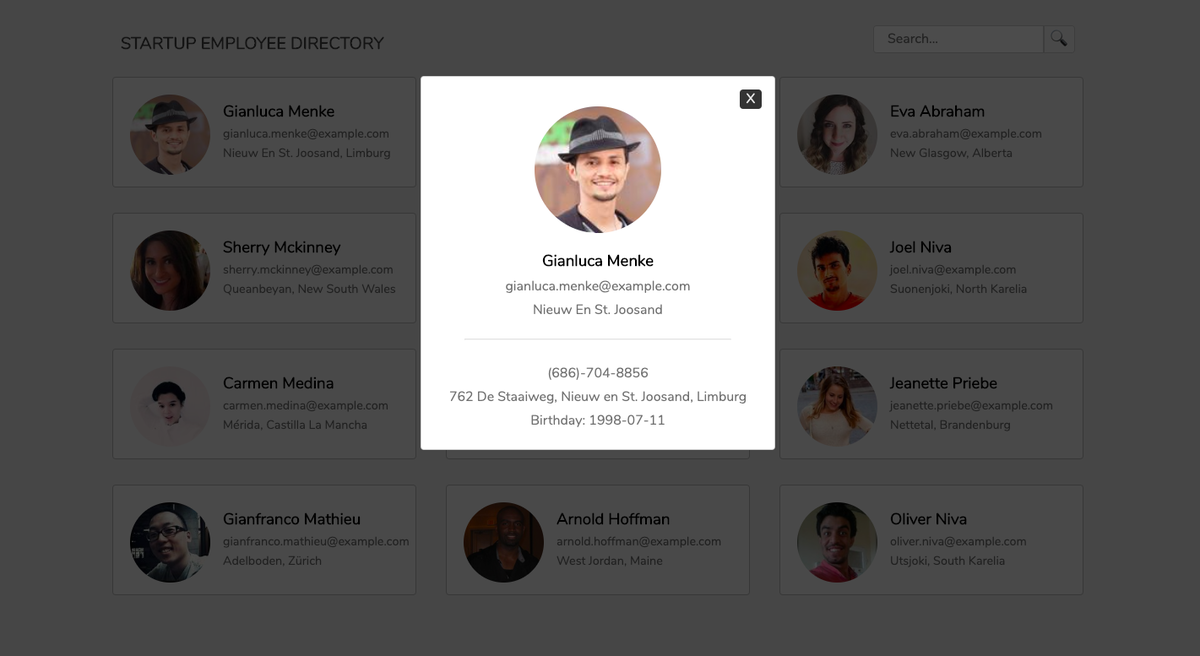 STARTUP EMPLOYEE DIRECTORY
Search...
X
Gianluca Menke
gianluca.menke@example.com
Nieuw En St. Joosand, Limburg
Gianluca Menke
gianluca.menke@example.com
Nieuw En St. Joosand
(686)-704-8856
762 De Staaiweg, Nieuw en St. Joosand, Limburg
Birthday: 1998-07-11
Eva Abraham
eva.abraham@example.com
New Glasgow, Alberta
Sherry Mckinney
sherry.mckinney@example.com
Queanbeyan, New South Wales
Joel Niva
joel.niva@example.com
Suonenjoki, North Karelia
Carmen Medina
carmen.medina@example.com
Mérida, Castilla La Mancha
Jeanette Priebe
jeanette.priebe@example.com
Nettetal, Brandenburg
Gianfranco Mathieu
gianfranco.mathieu@example.com
Adelboden, Zürich
Arnold Hoffman
arnold.hoffman@example.com
West Jordan, Maine
Oliver Niva
oliver.niva@example.com
Utsjoki, South Karelia